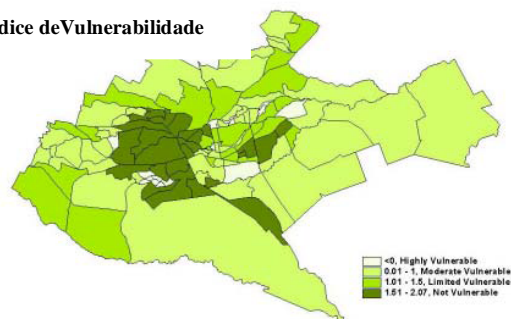 dice deVulnerabilidade
<0, Highly Vulnerable
0.01 - 1, Moderate Vulnerable
1.01 - 1.5, Limited Vulnerable
1.51 - 2.07, Not Vulnerable